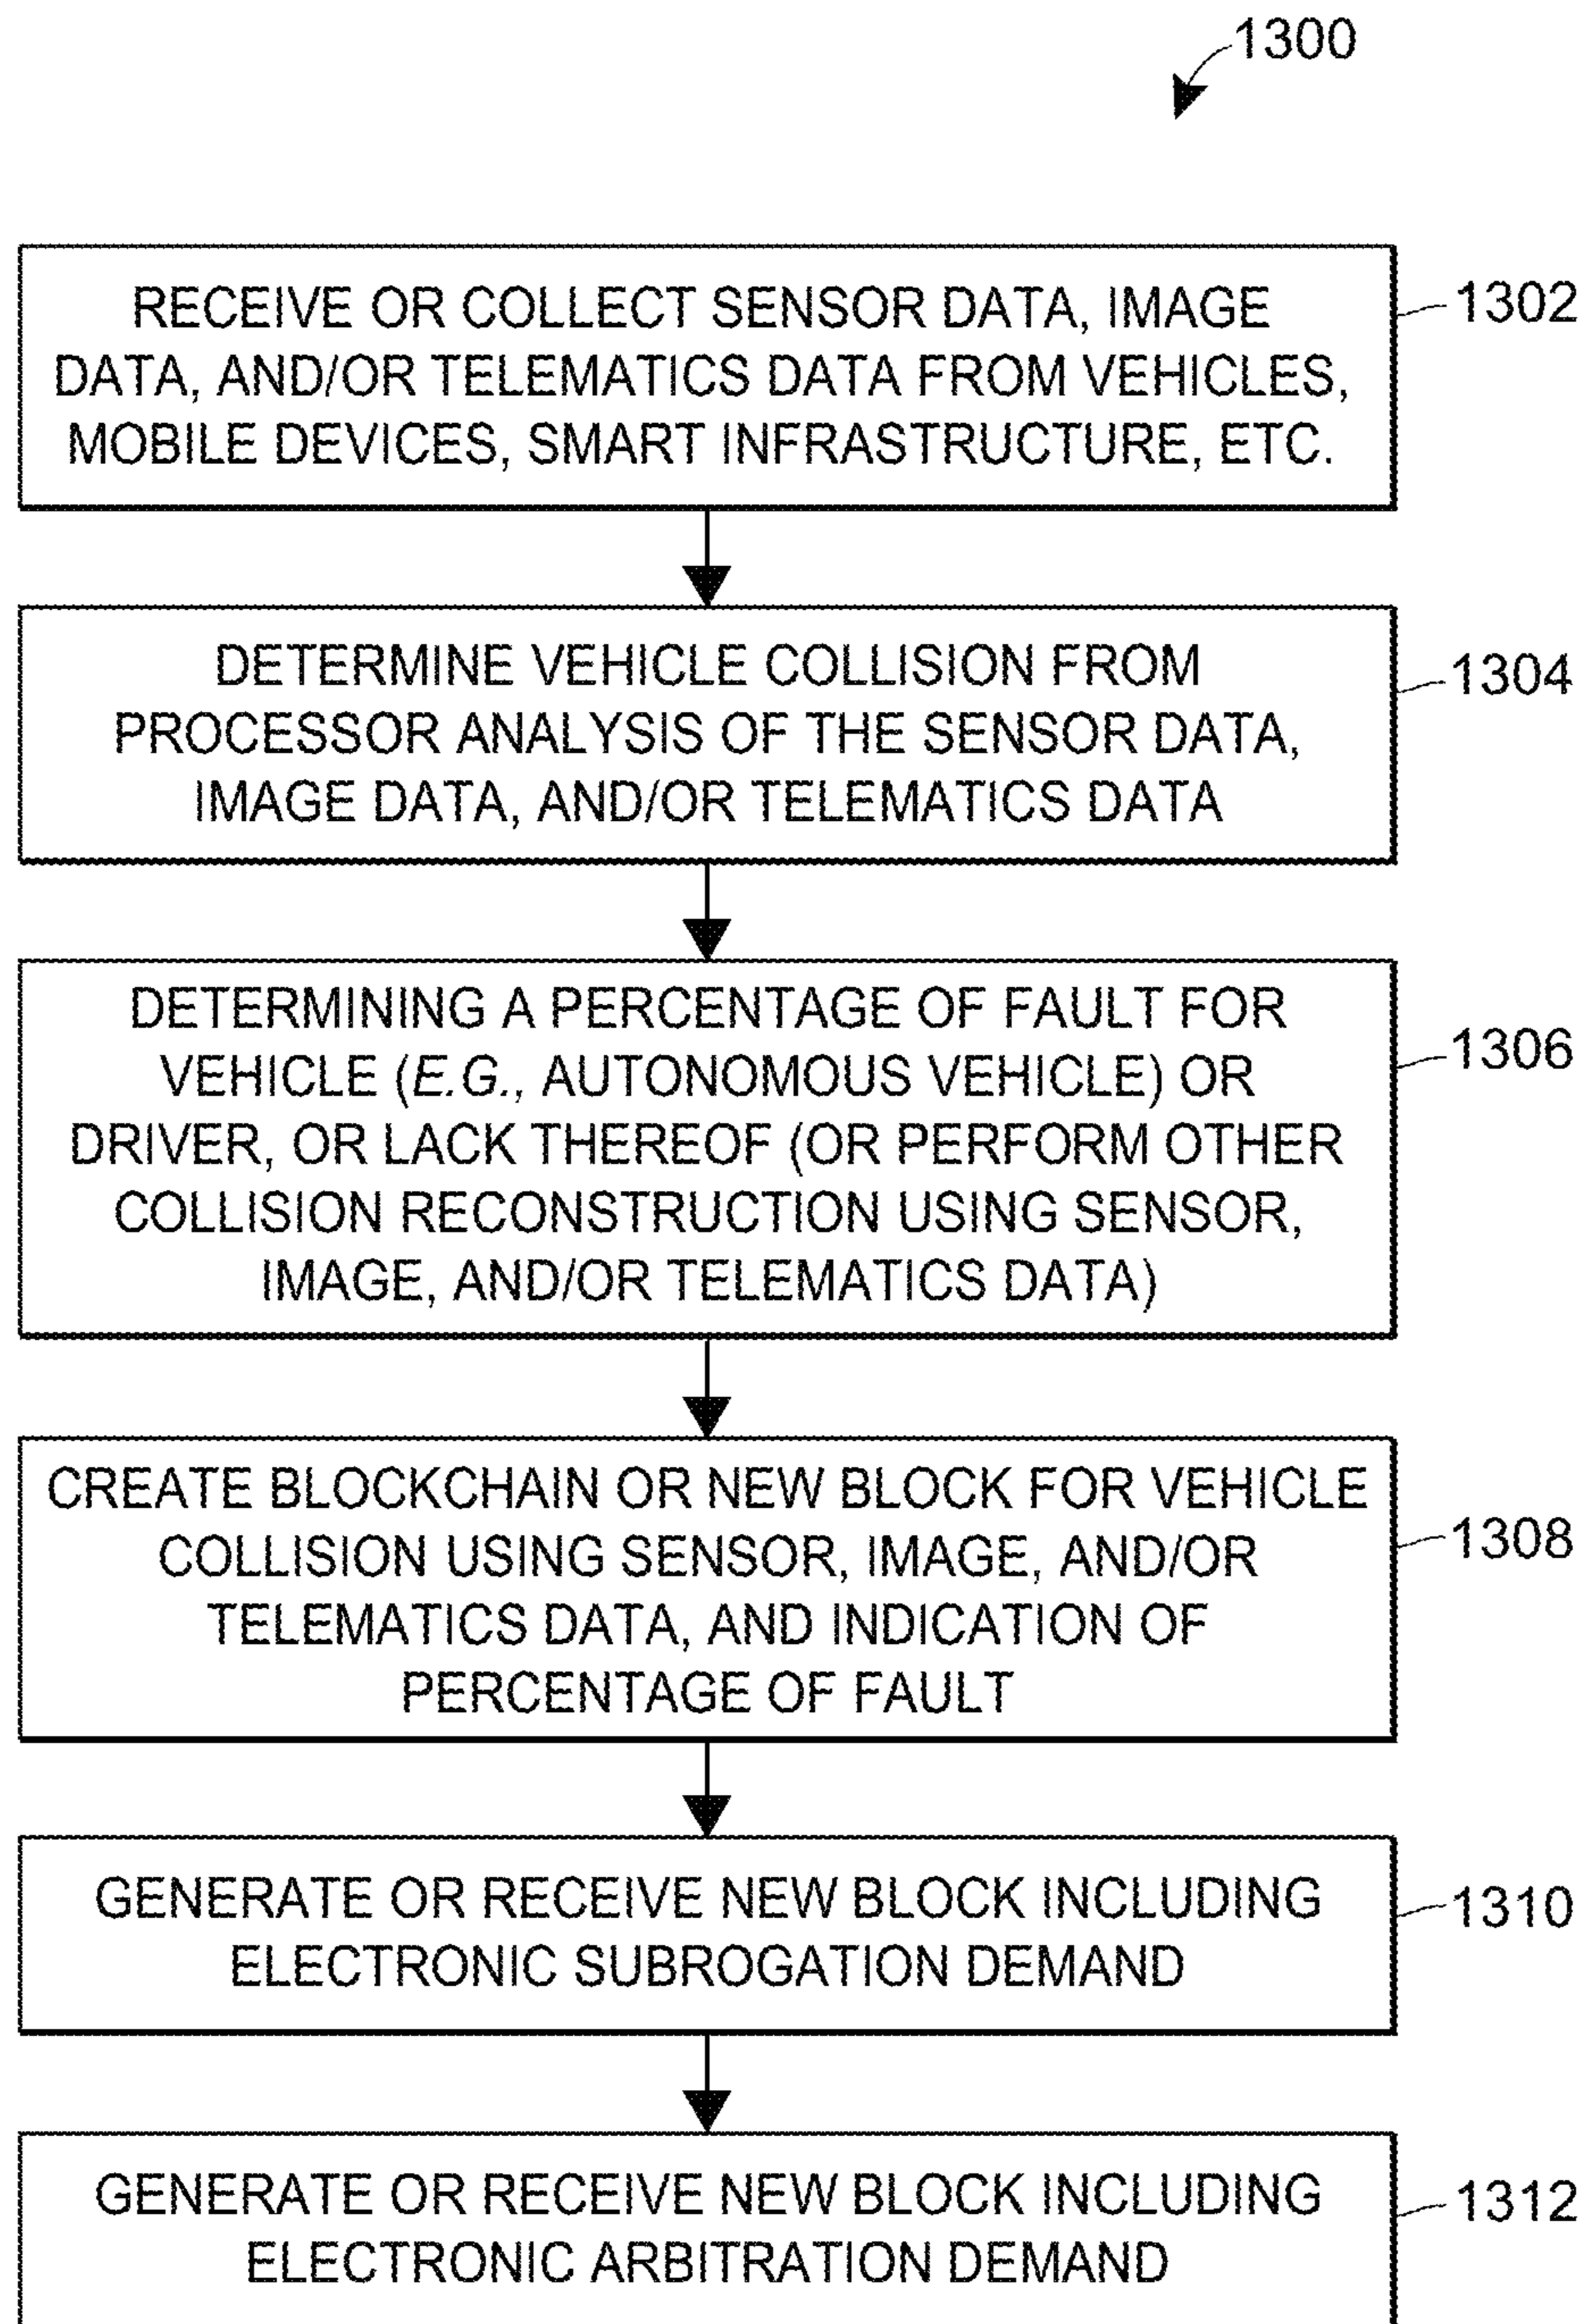 1300
RECEIVE OR COLLECT SENSOR DATA, IMAGE
DATA, AND/OR TELEMATICS DATA FROM VEHICLES,
MOBILE DEVICES, SMART INFRASTRUCTURE, ETC.
1302
DETERMINE VEHICLE COLLISION FROM
PROCESSOR ANALYSIS OF THE SENSOR DATA,
IMAGE DATA, AND/OR TELEMATICS DATA
1304
DETERMINING A PERCENTAGE OF FAULT FOR
VEHICLE (E.G., AUTONOMOUS VEHICLE) OR
DRIVER, OR LACK THEREOF (OR PERFORM OTHER
COLLISION RECONSTRUCTION USING SENSOR,
IMAGE, AND/OR TELEMATICS DATA)
1306
CREATE BLOCKCHAIN OR NEW BLOCK FOR VEHICLE
COLLISION USING SENSOR, IMAGE, AND/OR
TELEMATICS DATA, AND INDICATION OF
PERCENTAGE OF FAULT
1308
GENERATE OR RECEIVE NEW BLOCK INCLUDING
ELECTRONIC SUBROGATION DEMAND
1310
GENERATE OR RECEIVE NEW BLOCK INCLUDING
ELECTRONIC ARBITRATION DEMAND
1312